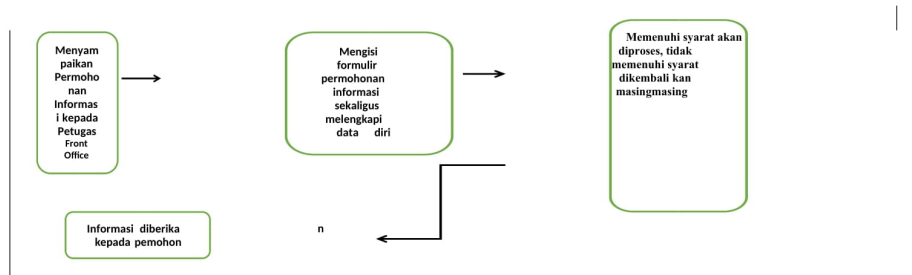 Menyam
paikan
Permoho
nan
Informas
i kepada
Petugas
Front
Office
Mengisi
formulir
permohonan
informasi
sekaligus
melengkapi
data diri
Memenuhi syarat akan
diproses, tidak
memenuhi syarat
dikembali kan
masingmasing
Informasi diberika
kepada pemohon
n